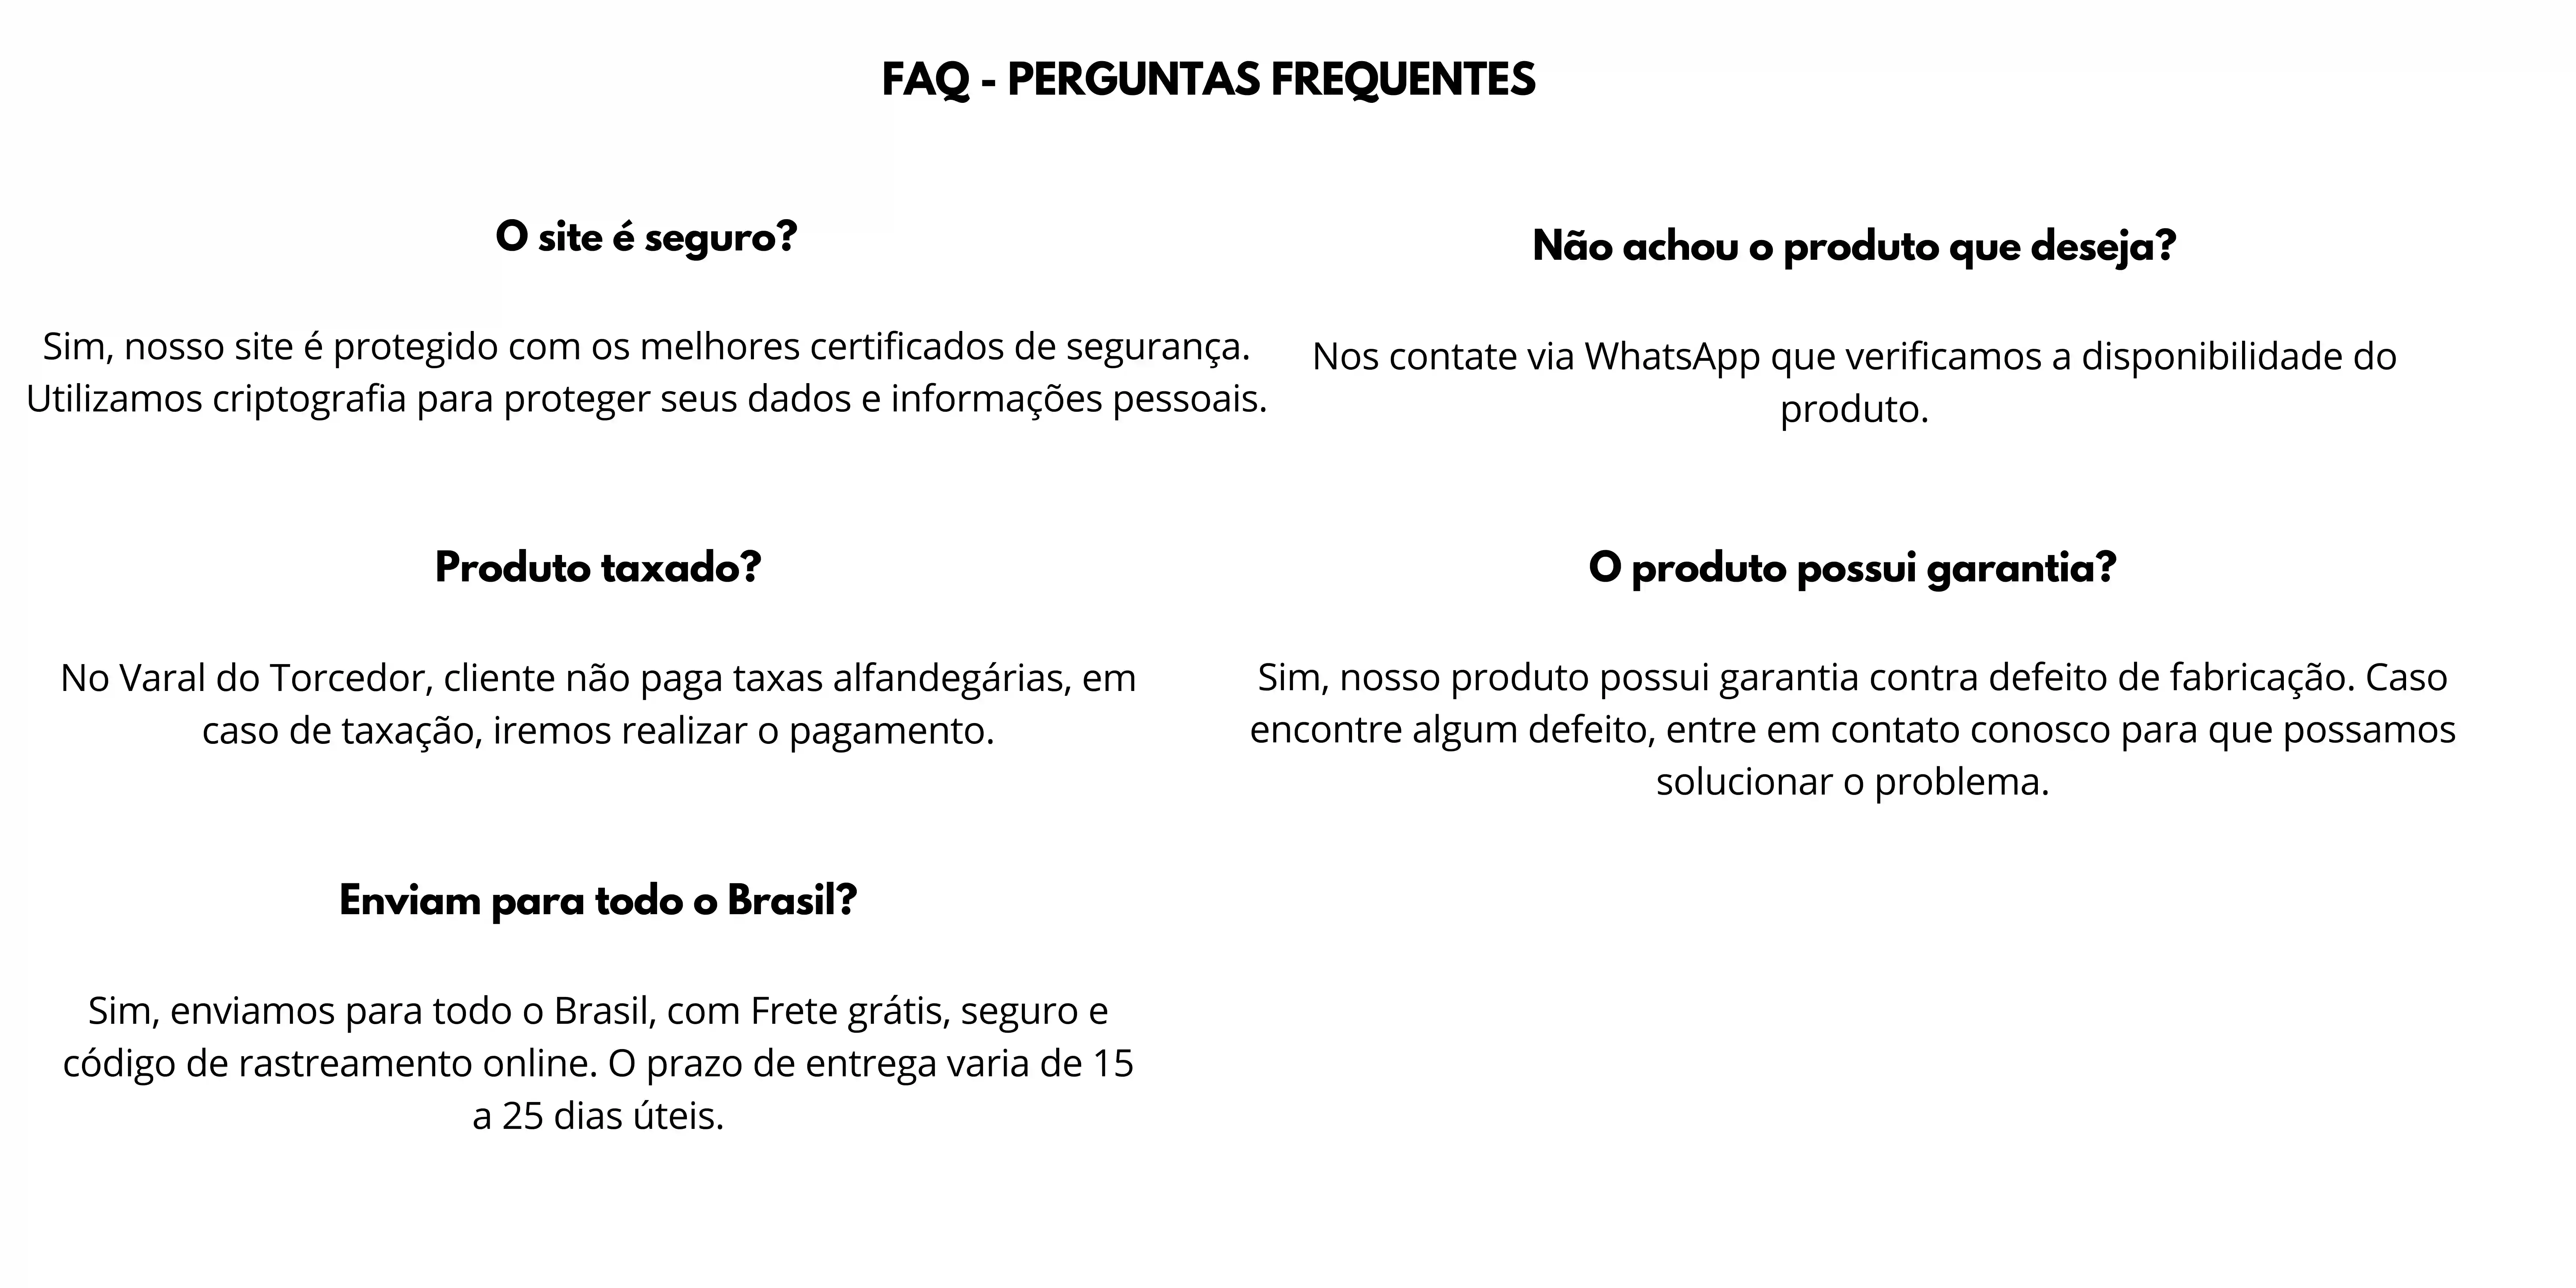 FAQ - PERGUNTAS FREQUENTES
O site é seguro?
Sim, nosso site é protegido com os melhores certificados de segurança.
Utilizamos criptografia para proteger seus dados e informações pessoais.
Não achou o produto que deseja?
Nos contate via WhatsApp que verificamos a disponibilidade do
produto.
Produto taxado?
No Varal do Torcedor, cliente não paga taxas alfandegárias, em
caso de taxação, iremos realizar o pagamento.
O produto possui garantia?
Sim, nosso produto possui garantia contra defeito de fabricação. Caso
encontre algum defeito, entre em contato conosco para que possamos
solucionar o problema.
Enviam para todo o Brasil?
Sim, enviamos para todo o Brasil, com Frete grátis, seguro e
código de rastreamento online. O prazo de entrega varia de 15
a 25 dias úteis.